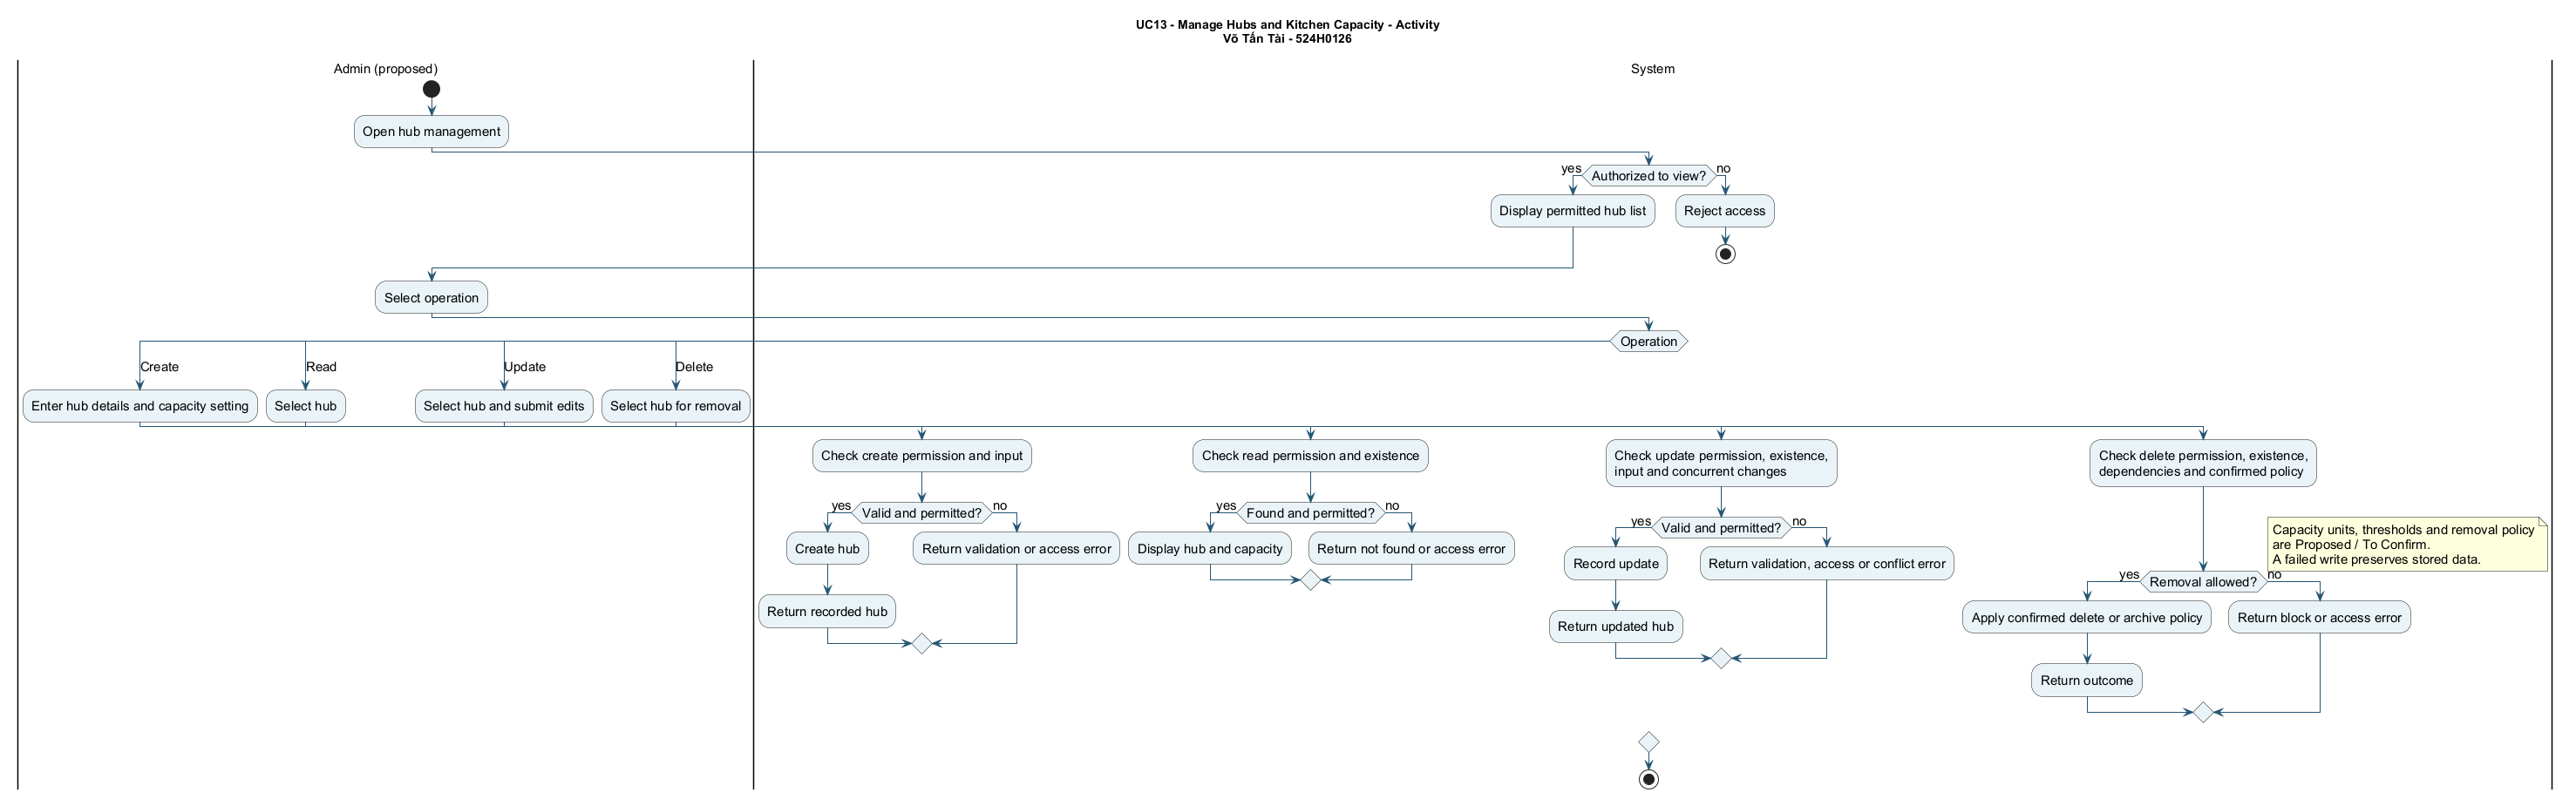 UC13 - Manage Hubs and Kitchen Capacity - Activity
Võ Tấn Tài - 524H0126
Admin (proposed)
System
Open hub management
Authorized to view?
yes
no
Display permitted hub list
Reject access
Select operation
Operation
Create
Read
Update
Delete
Enter hub details and capacity setting
Select hub
Select hub and submit edits
Select hub for removal
Check create permission and input
Valid and permitted?
yes
no
Create hub
Return validation or access error
Return recorded hub
Check read permission and existence
Found and permitted?
yes
no
Display hub and capacity
Return not found or access error
Check update permission, existence,
input and concurrent changes
Valid and permitted?
yes
no
Record update
Return validation, access or conflict error
Return updated hub
Check delete permission, existence,
dependencies and confirmed policy
Capacity units, thresholds and removal policy
are Proposed / To Confirm.
A failed write preserves stored data.
Removal allowed?
yes
no
Apply confirmed delete or archive policy
Return block or access error
Return outcome